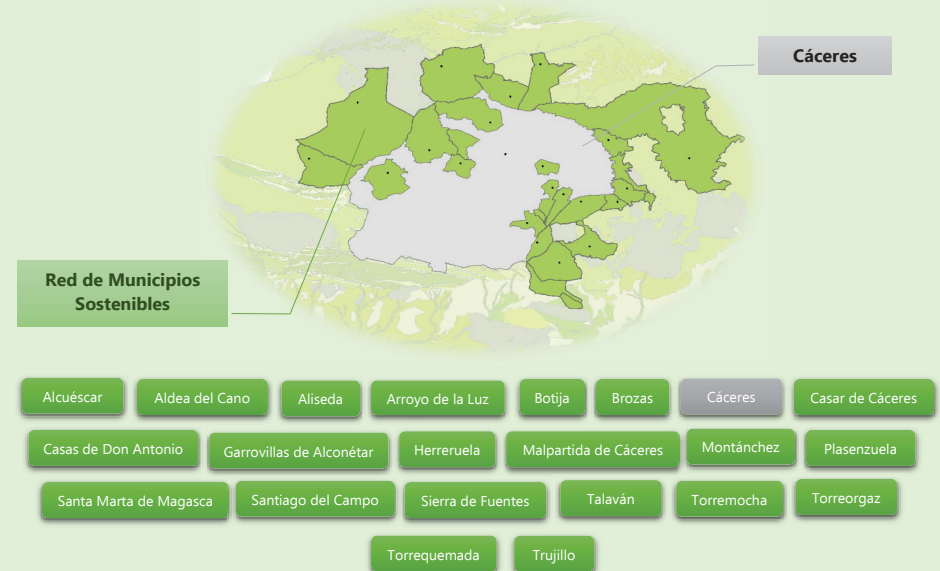 Cáceres
Red de Municipios
Sostenibles
Alcuéscar
Aldea del Cano
Aliseda
Arroyo de la Luz
Botija
Brozas
Cáceres
Casar de Cáceres
Casas de Don Antonio
Garrovillas de Alconétar
Herreruela
Malpartida de Cáceres
Montánchez
Plasenzuela
Santa Marta de Magasca
Santiago del Campo
Sierra de Fuentes
Talaván
Torremocha
Torreorgaz
Torrequemada
Trujillo